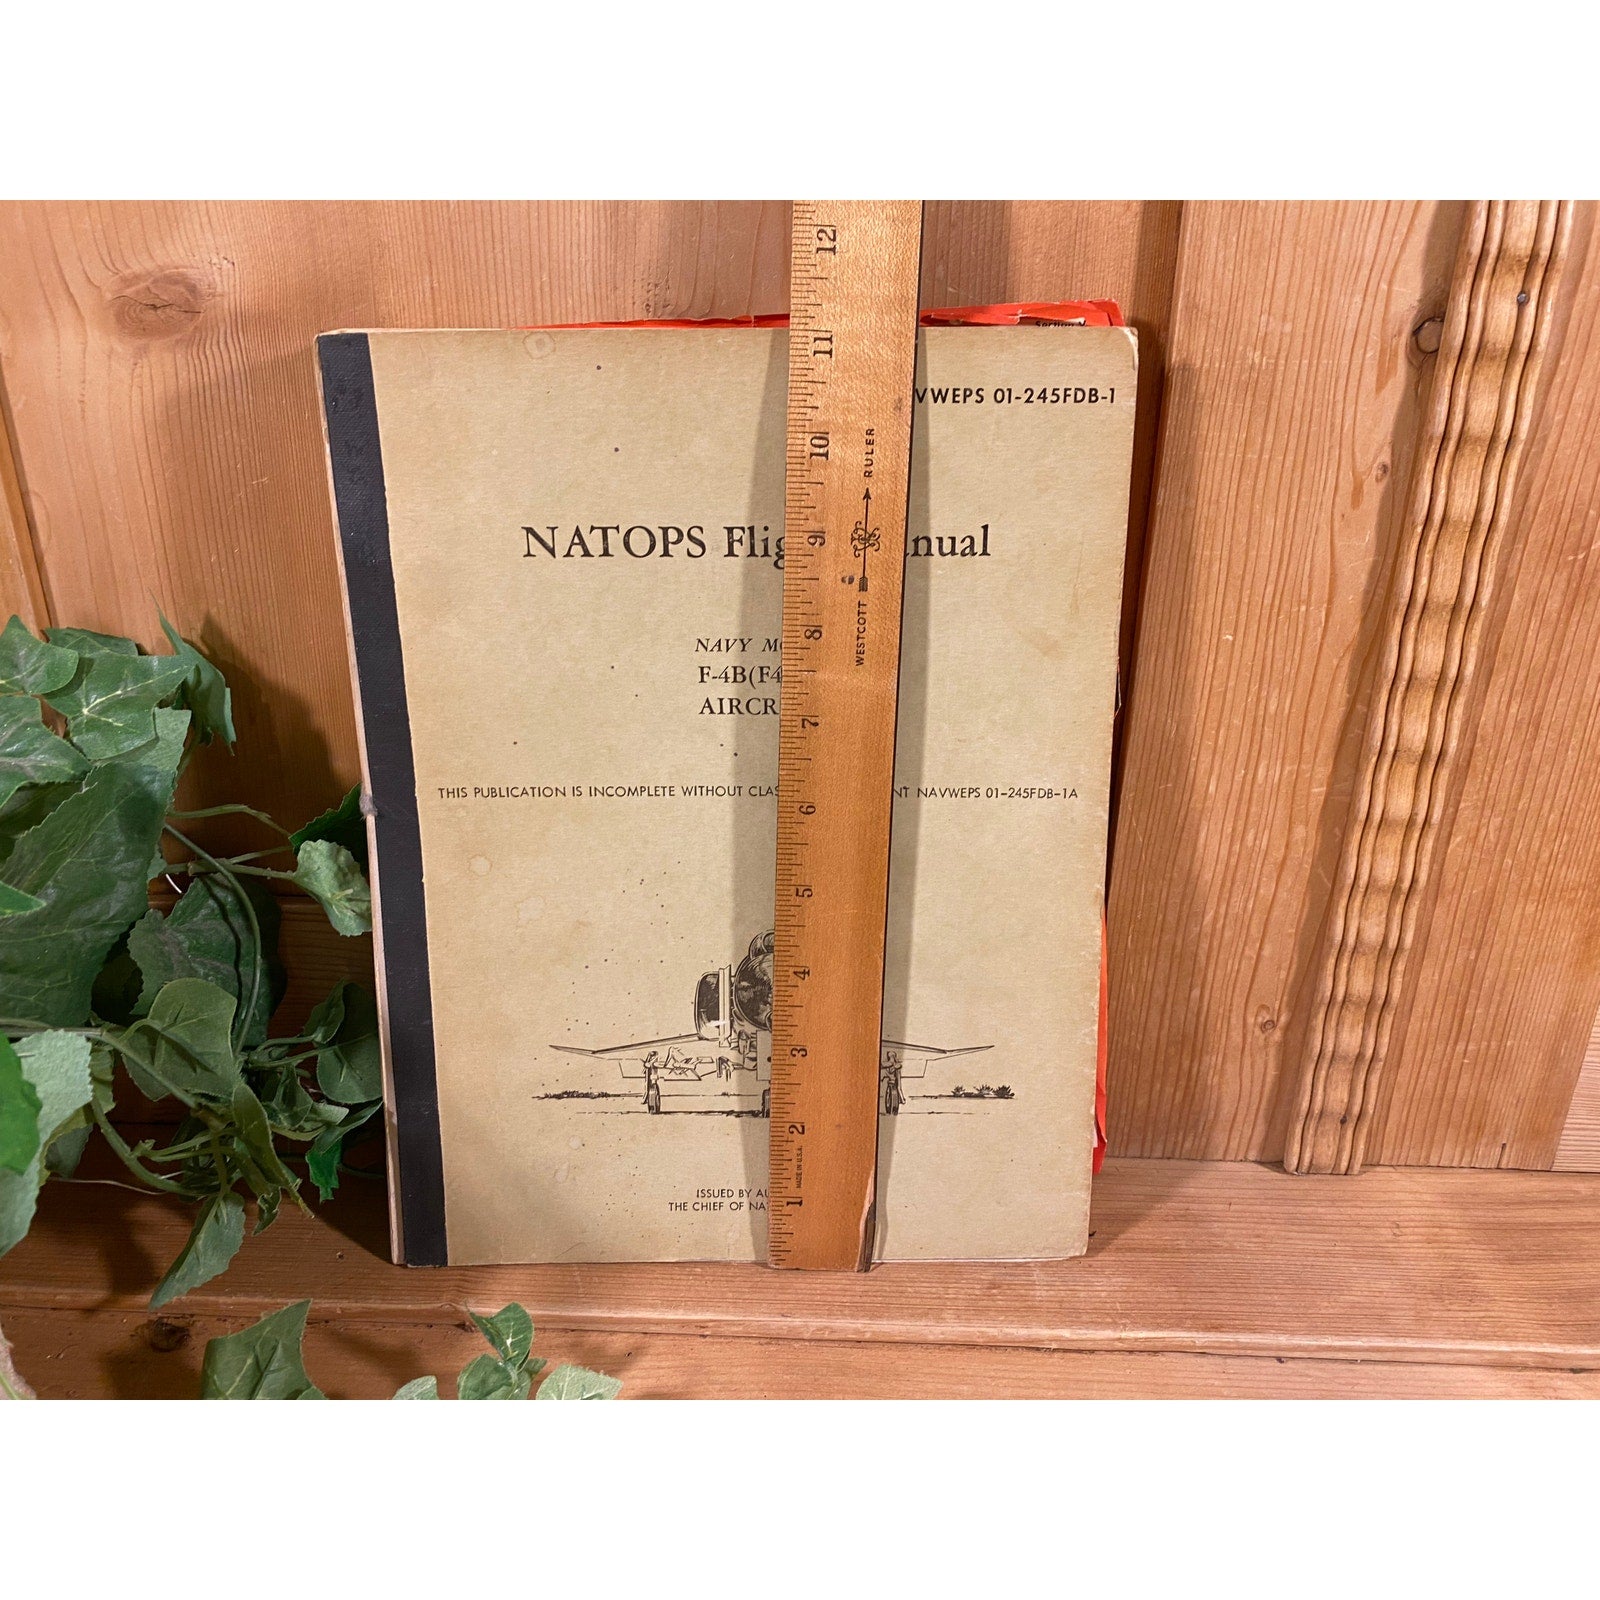 Section V
VWEPS 01-245FDB-1
NATOPS Flig nual
NAVY M
F-4B(F4
AIRCR
THIS PUBLICATION IS INCOMPLETE WITHOUT CLAS NT NAVWEPS 01-245FDB-1A
ISSUED BY AU
THE CHIEF OF NA
12
11
10
9
8
7
6
5
4
3
2
1
WESTCOTT RULER
MADE IN U.S.A.